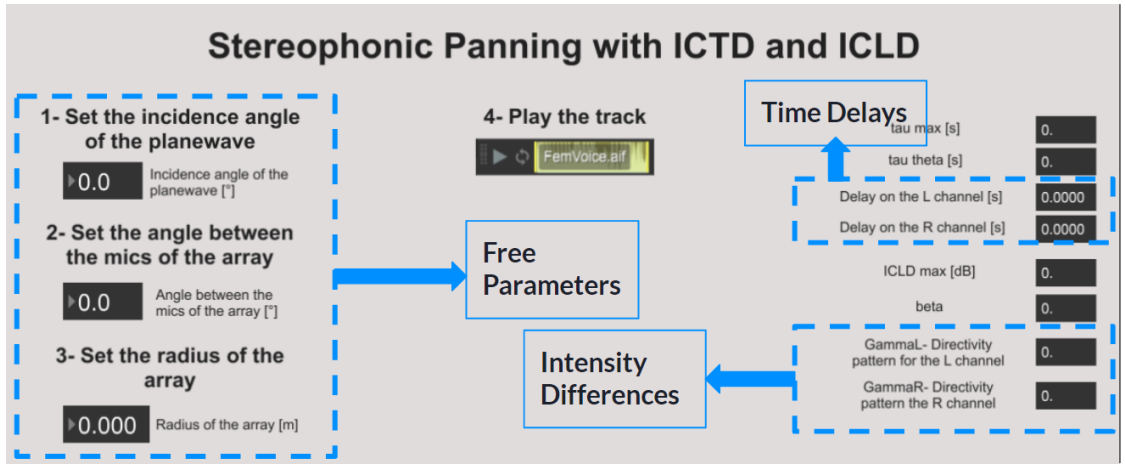 Stereophonic Panning with ICTD and ICLD
1- Set the incidence angle
of the planewave
0.0
Incidence angle of the
planewave [°]
2- Set the angle between
the mics of the array
0.0
Angle between the
mics of the array [°]
3- Set the radius of the
array
0.000
Radius of the array [m]
4- Play the track
FemVoice.aif
Free
Parameters
Intensity
Differences
Time Delays
tau max [s]
0.
tau theta [s]
0.
Delay on the L channel [s]
0.0000
Delay on the R channel [s]
0.0000
ICLD max [dB]
0.
beta
0.
GammaL- Directivity
pattern for the L channel
0.
GammaR- Directivity
pattern the R channel
0.